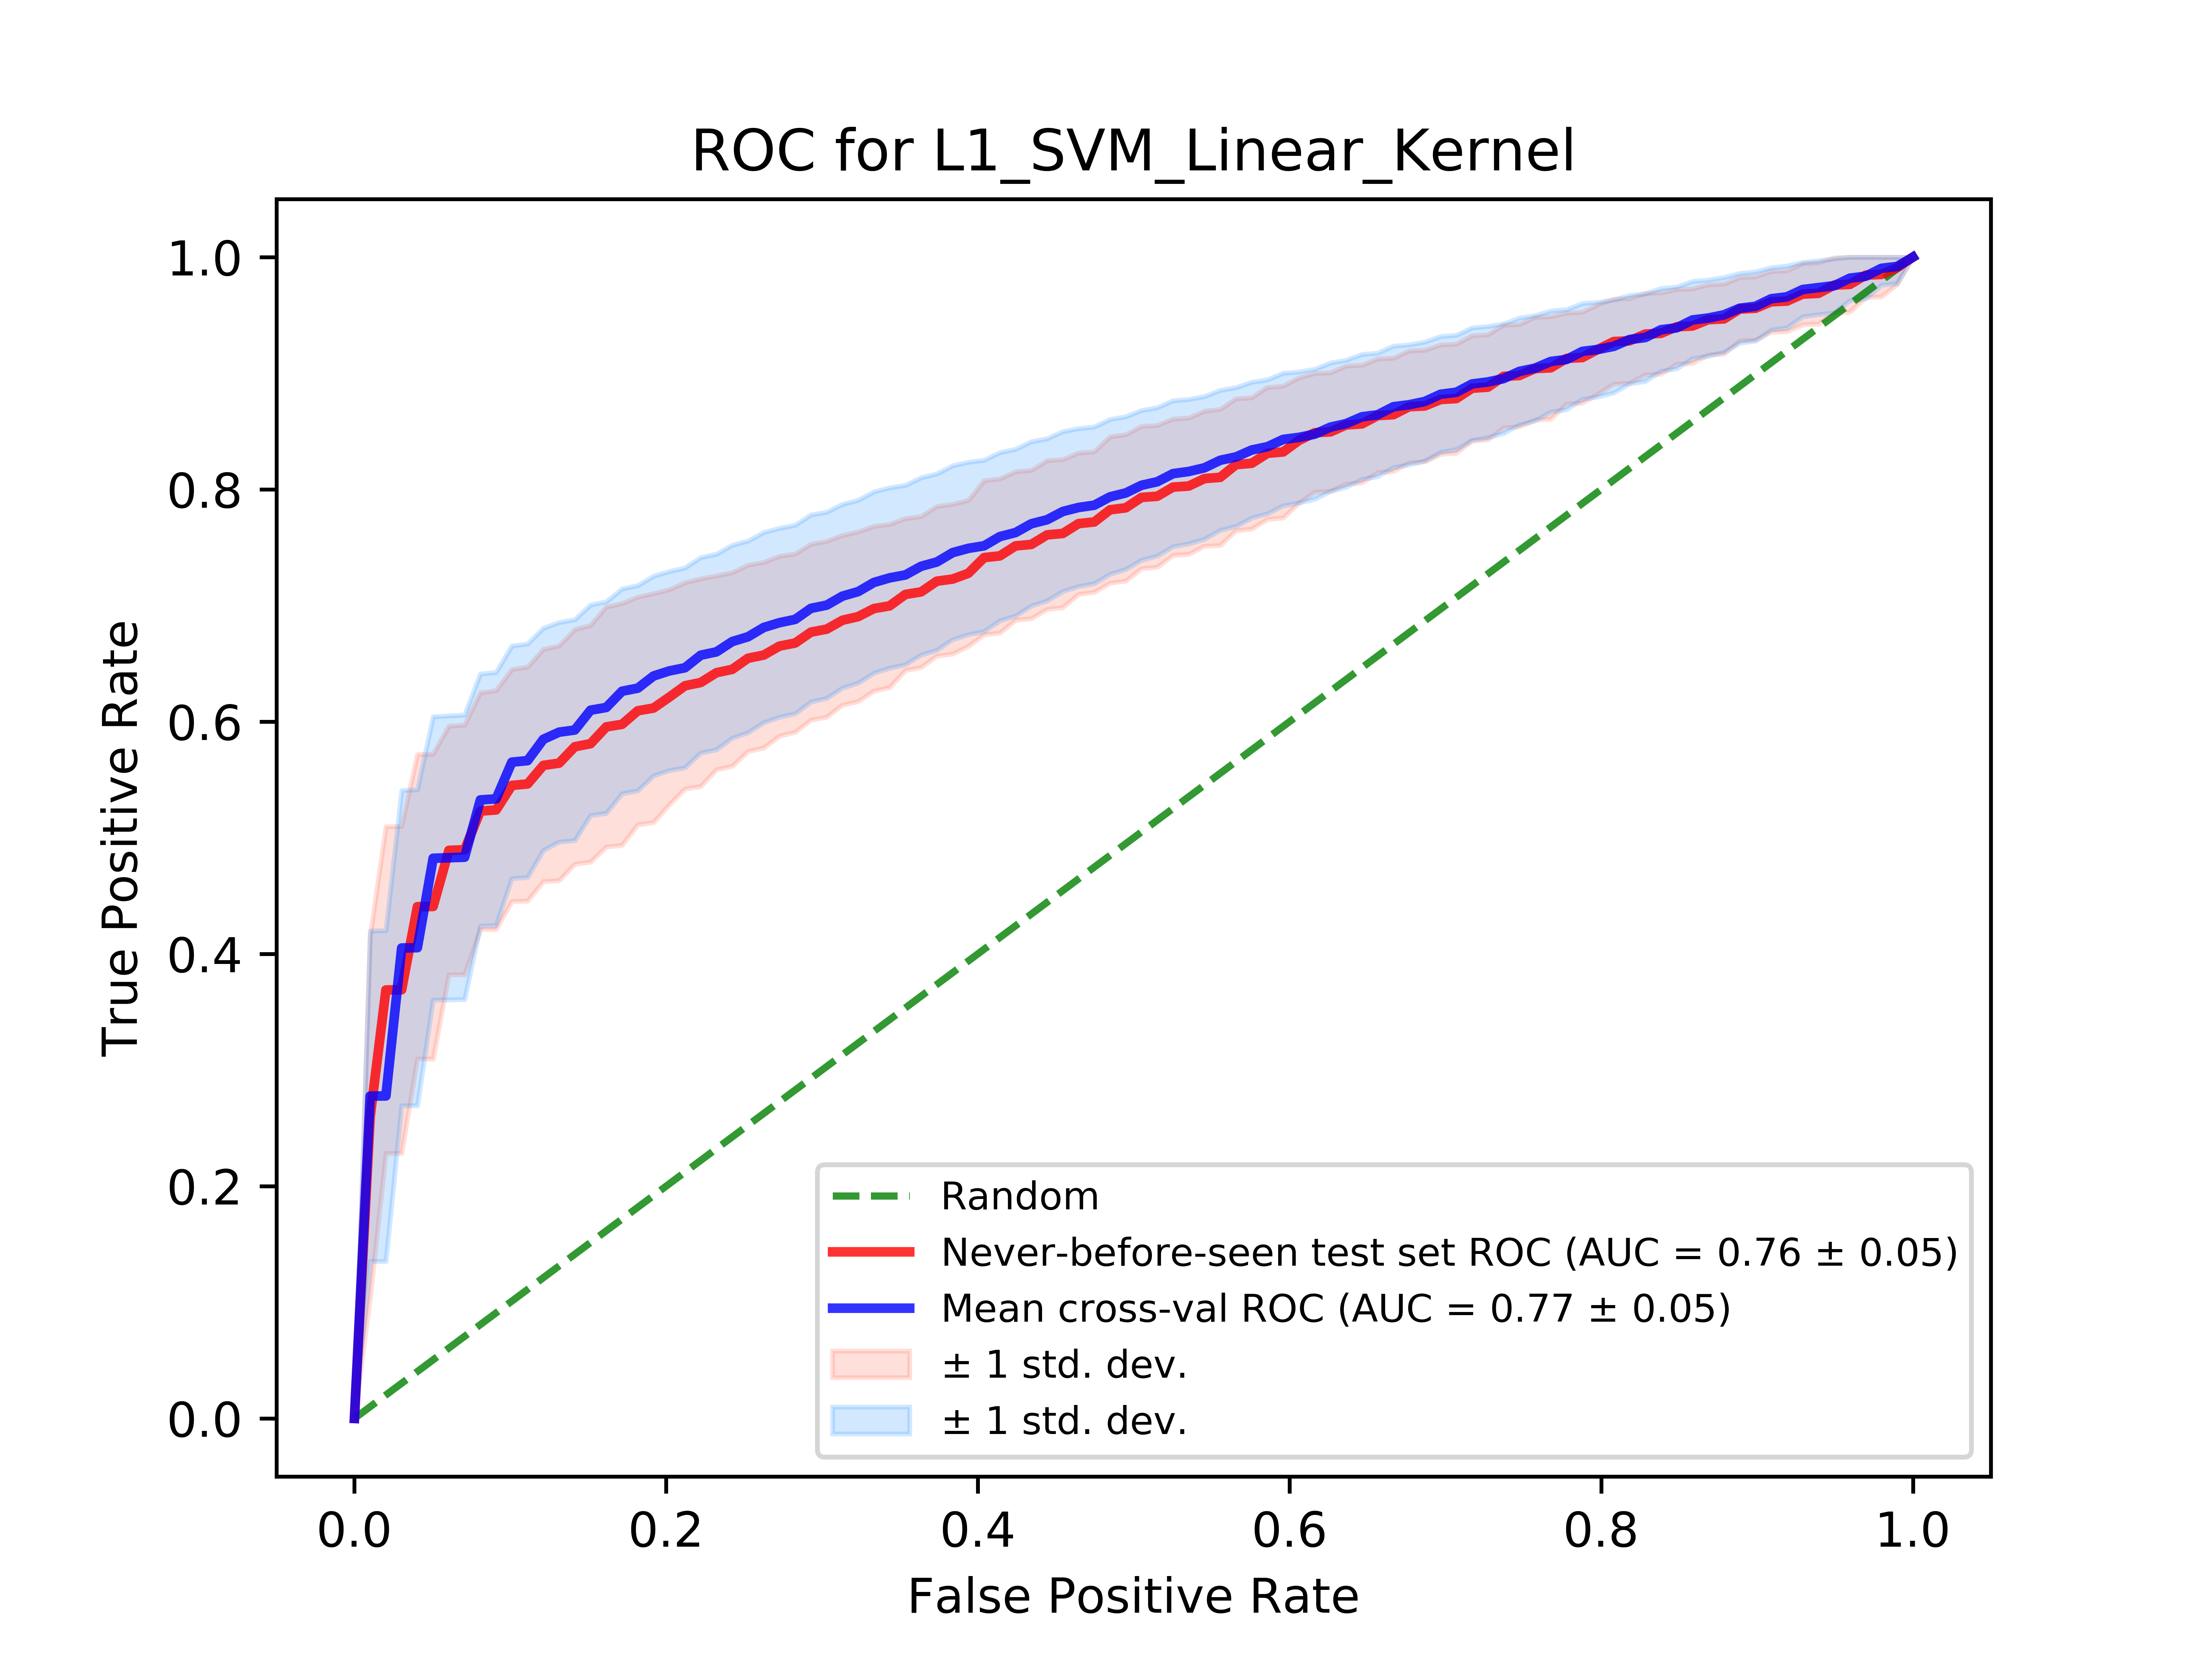 ROC for L1_SVM_Linear_Kernel
True Positive Rate
1.0
0.8
0.6
0.4
0.2
0.0
Random
Never-before-seen test set ROC (AUC = 0.76 ± 0.05)
Mean cross-val ROC (AUC = 0.77 ± 0.05)
± 1 std. dev.
± 1 std. dev.
0.0 0.2 0.4 0.6 0.8 1.0
False Positive Rate